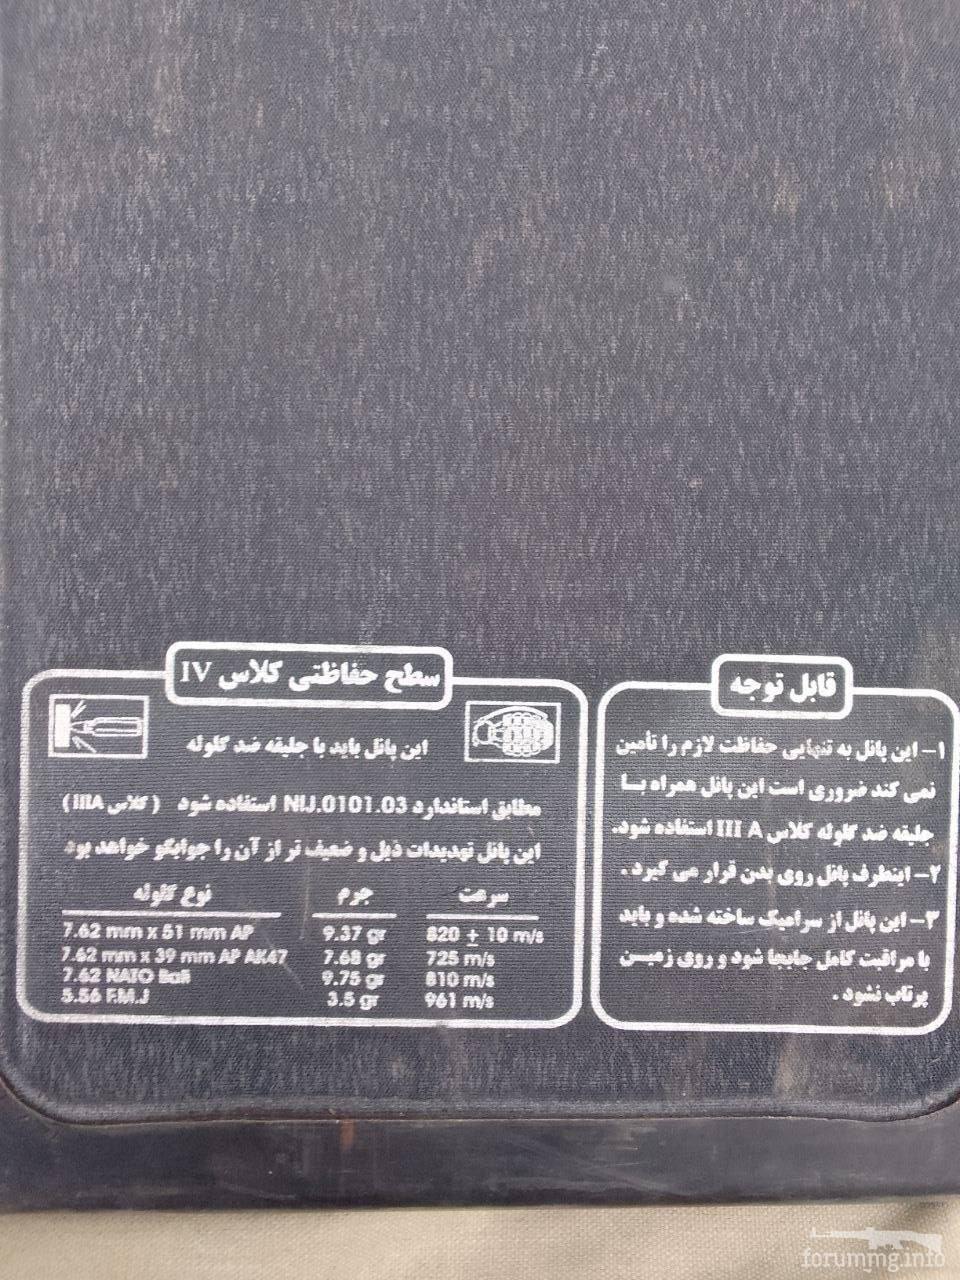 قابل توجه
۱- این پانل به تنهایی حفاظت لازم را تأمین
نمی کند ضروری است این پانل همراه بـا
جلیقه ضد گلوله کلاس III A استفاده شود.
۲- اینطرف پانل روی بدن قرار می گیرد.
۳- این پانل از سرامیک ساخته شده و باید
با مراقبت کامل جابجا شود و روی زمیـن
پرتاب نشود.
سطح حفاظتی کلاس IV
این پانل باید با جلیقه ضد گلوله
مطابق استاندارد NIJ.0101.03 استفاده شود (کلاس IIIA)
این پانل تهدیدات ذیل و ضعیف تر از آن را جوابگو خواهد بود
نوع گلوله جرم سرعت
7.62 mm x 51 mm AP 9.37 gr 820 ± 10 m/s
7.62 mm x 39 mm AP AK47 7.68 gr 725 m/s
7.62 NATO Ball 9.75 gr 810 m/s
5.56 F.M.J 3.5 gr 961 m/s
forummg.info